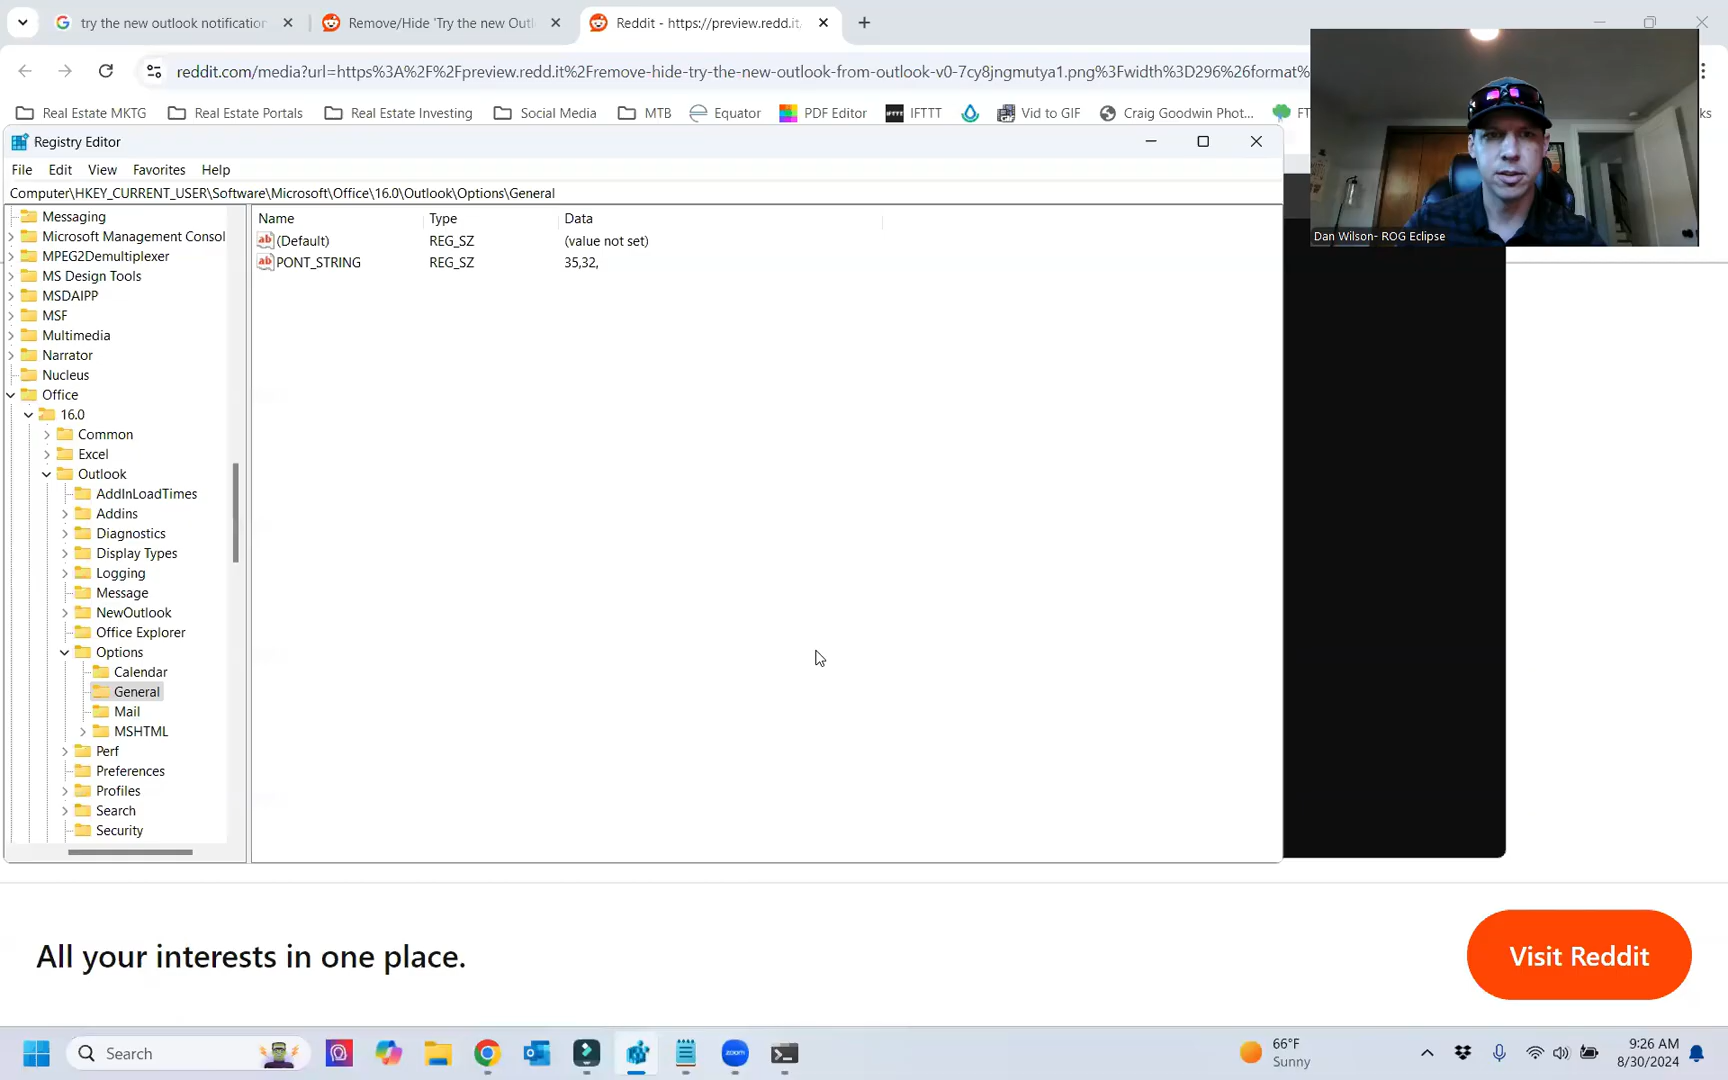 try the new outlook notification
Remove/Hide 'Try the new Outl
Reddit - https://preview.redd.it,
reddit.com/media?url=https%3A%2F%2Fpreview.redd.it%2Fremove-hide-try-the-new-outlook-from-outlook-v0-7cy8jngmutya1.png%3Fwidth%3D296%26format%
Real Estate MKTG
Real Estate Portals
Real Estate Investing
Social Media
MTB
Equator
PDF Editor
IFTTT
Vid to GIF
Craig Goodwin Phot...
FT
ks
Dan Wilson- ROG Eclipse
Registry Editor
File Edit View Favorites Help
Computer\HKEY_CURRENT_USER\Software\Microsoft\Office\16.0\Outlook\Options\General
Messaging
Microsoft Management Consol
MPEG2Demultiplexer
MS Design Tools
MSDAIPP
MSF
Multimedia
Narrator
Nucleus
Office
16.0
Common
Excel
Outlook
AddInLoadTimes
Addins
Diagnostics
Display Types
Logging
Message
NewOutlook
Office Explorer
Options
Calendar
General
Mail
MSHTML
Perf
Preferences
Profiles
Search
Security
Name Type Data
(Default) REG_SZ (value not set)
PONT_STRING REG_SZ 35,32,
All your interests in one place.
Visit Reddit
Search
zoom
66°F
Sunny
9:26 AM
8/30/2024